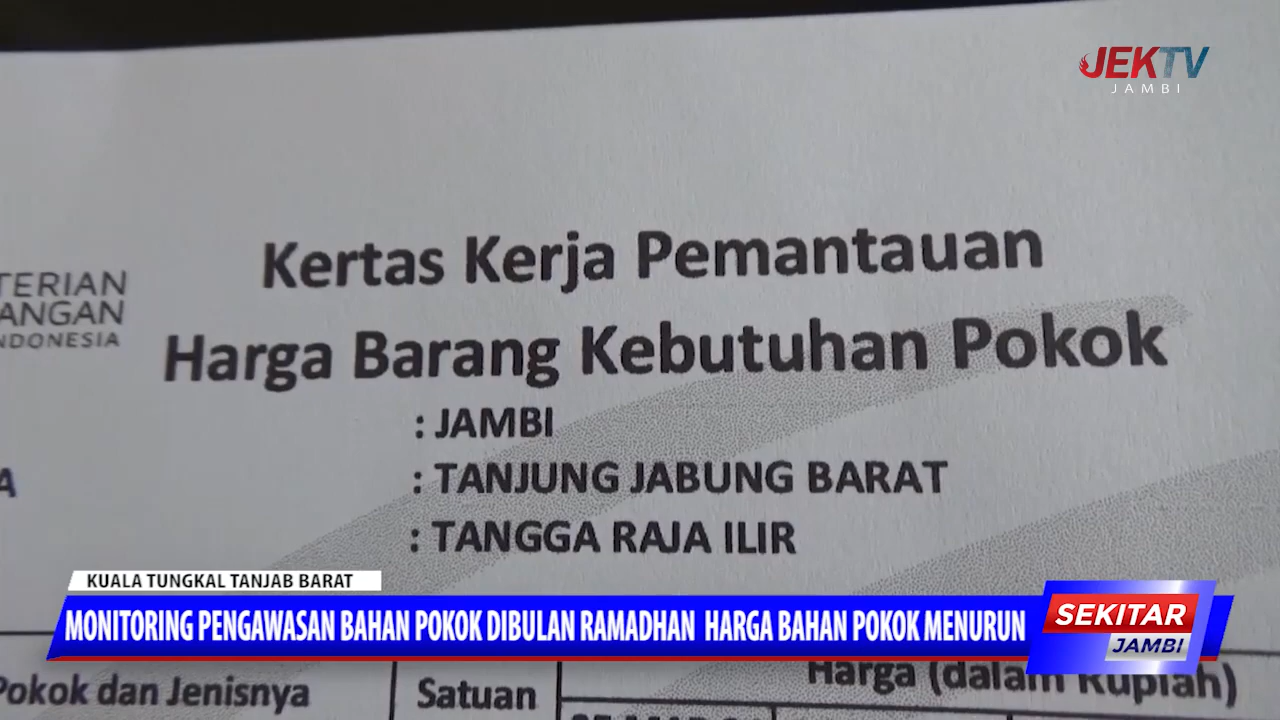 JEKTV
JAMBI
Kertas Kerja Pemantauan
Harga Barang Kebutuhan Pokok
TERIAN
ANGAN
NDONESIA
: JAMBI
A
: TANJUNG JABUNG BARAT
: TANGGA RAJA ILIR
KUALA TUNGKAL TANJAB BARAT
MONITORING PENGAWASAN BAHAN POKOK DIBULAN RAMADHAN HARGA BAHAN POKOK MENURUN
SEKITAR
JAMBI
Pokok dan Jenisnya
Satuan
Harga (dalam Rupiah)